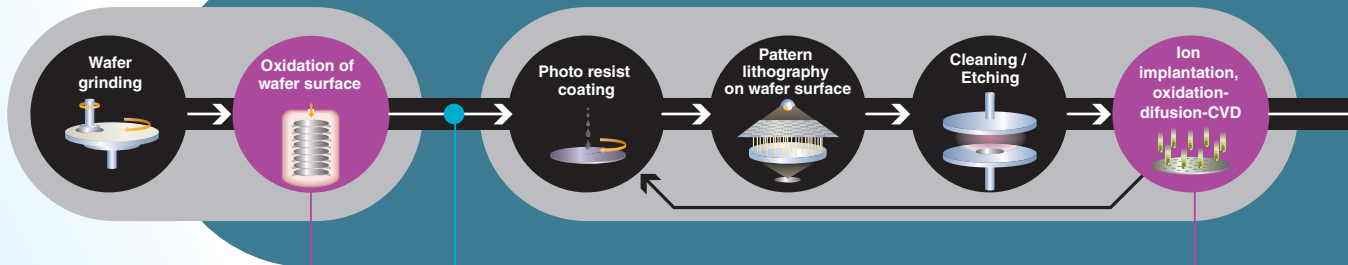 Wafer
grinding
Oxidation of
wafer surface
Photo resist
coating
Pattern
lithography
on wafer surface
Cleaning /
Etching
Ion
implantation,
oxidation-
difusion-CVD